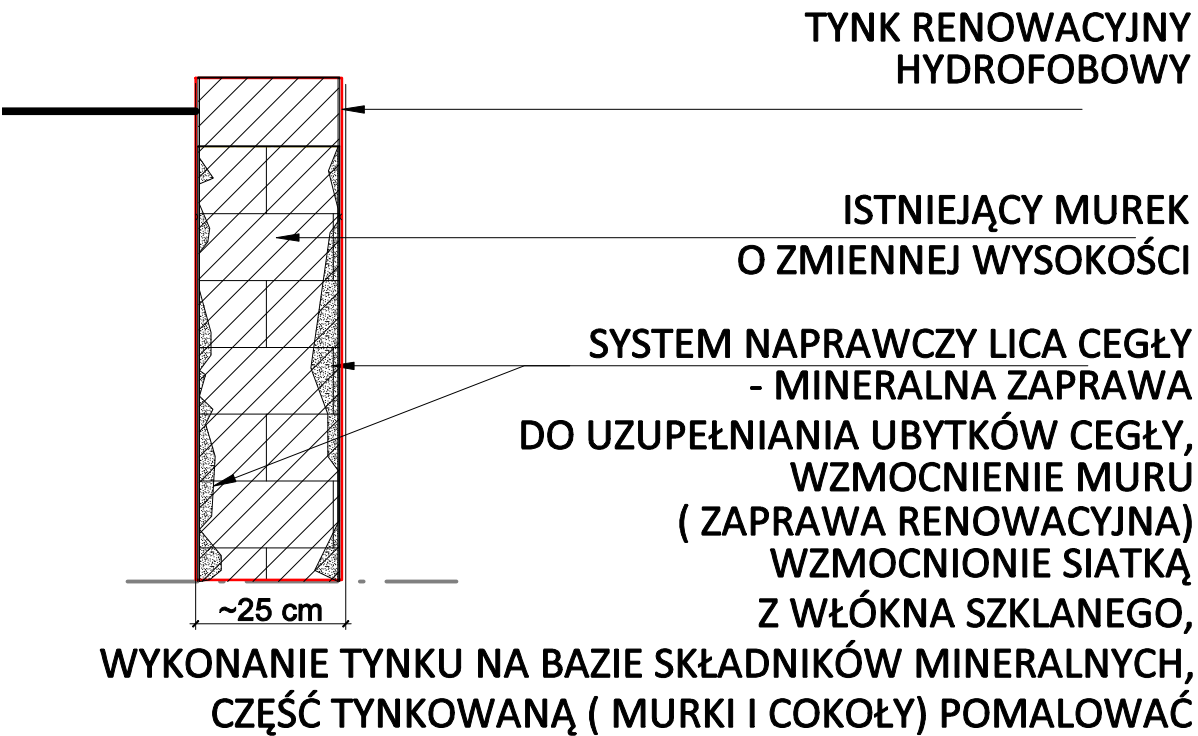 TYNK RENOWACYJNY
HYDROFOBOWY
ISTNIEJĄCY MUREK
O ZMIENNEJ WYSOKOŚCI
SYSTEM NAPRAWCZY LICA CEGŁY
- MINERALNA ZAPRAWA
DO UZUPEŁNIANIA UBYTKÓW CEGŁY,
WZMOCNIENIE MURU
( ZAPRAWA RENOWACYJNA)
WZMOCNIONIE SIATKĄ
Z WŁÓKNA SZKLANEGO,
~25 cm
WYKONANIE TYNKU NA BAZIE SKŁADNIKÓW MINERALNYCH,
CZĘŚĆ TYNKOWANĄ ( MURKI I COKOŁY) POMALOWAĆ